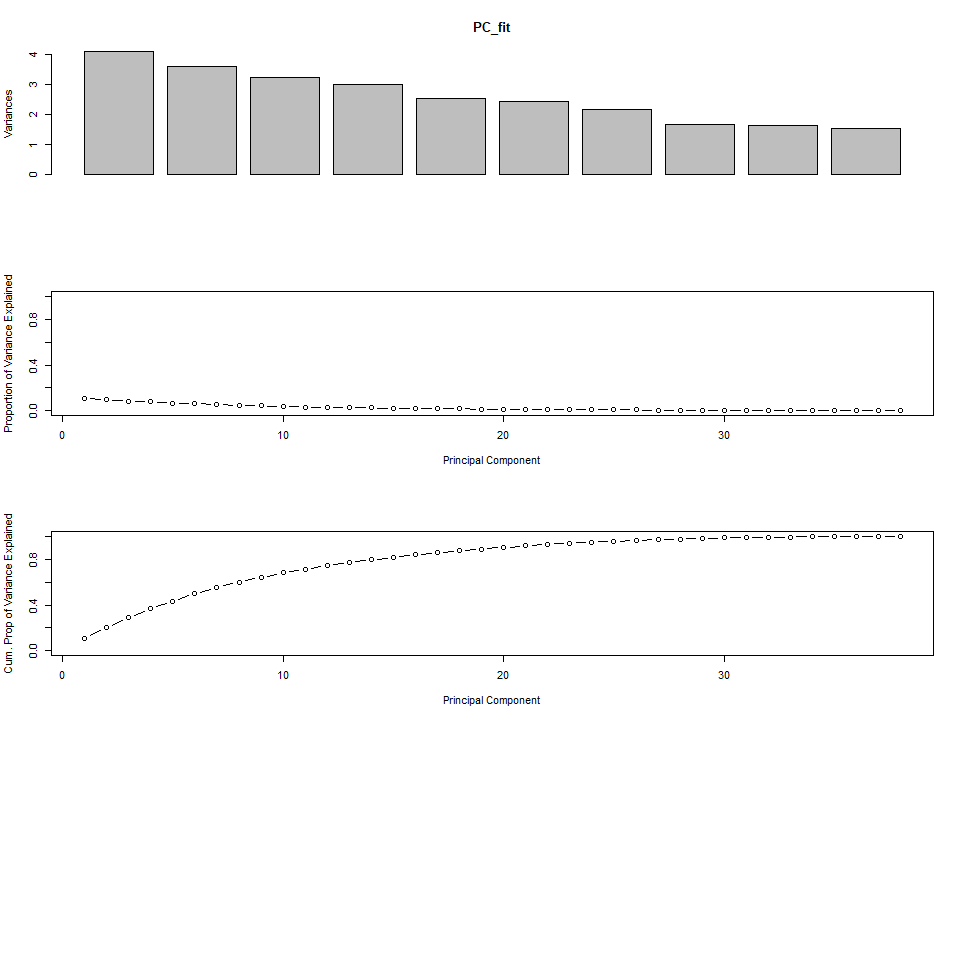 PC_fit
Variances
4
3
2
1
0
Proportion of Variance Explained
0.8
0.4
0.0
0 10 20 30
Principal Component
Cum. Prop of Variance Explained
0.8
0.4
0.0
0 10 20 30
Principal Component